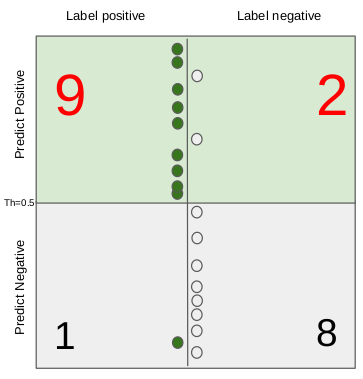 Label positive
Label negative
Predict Positive
9
2
Th=0.5
Predict Negative
1
8